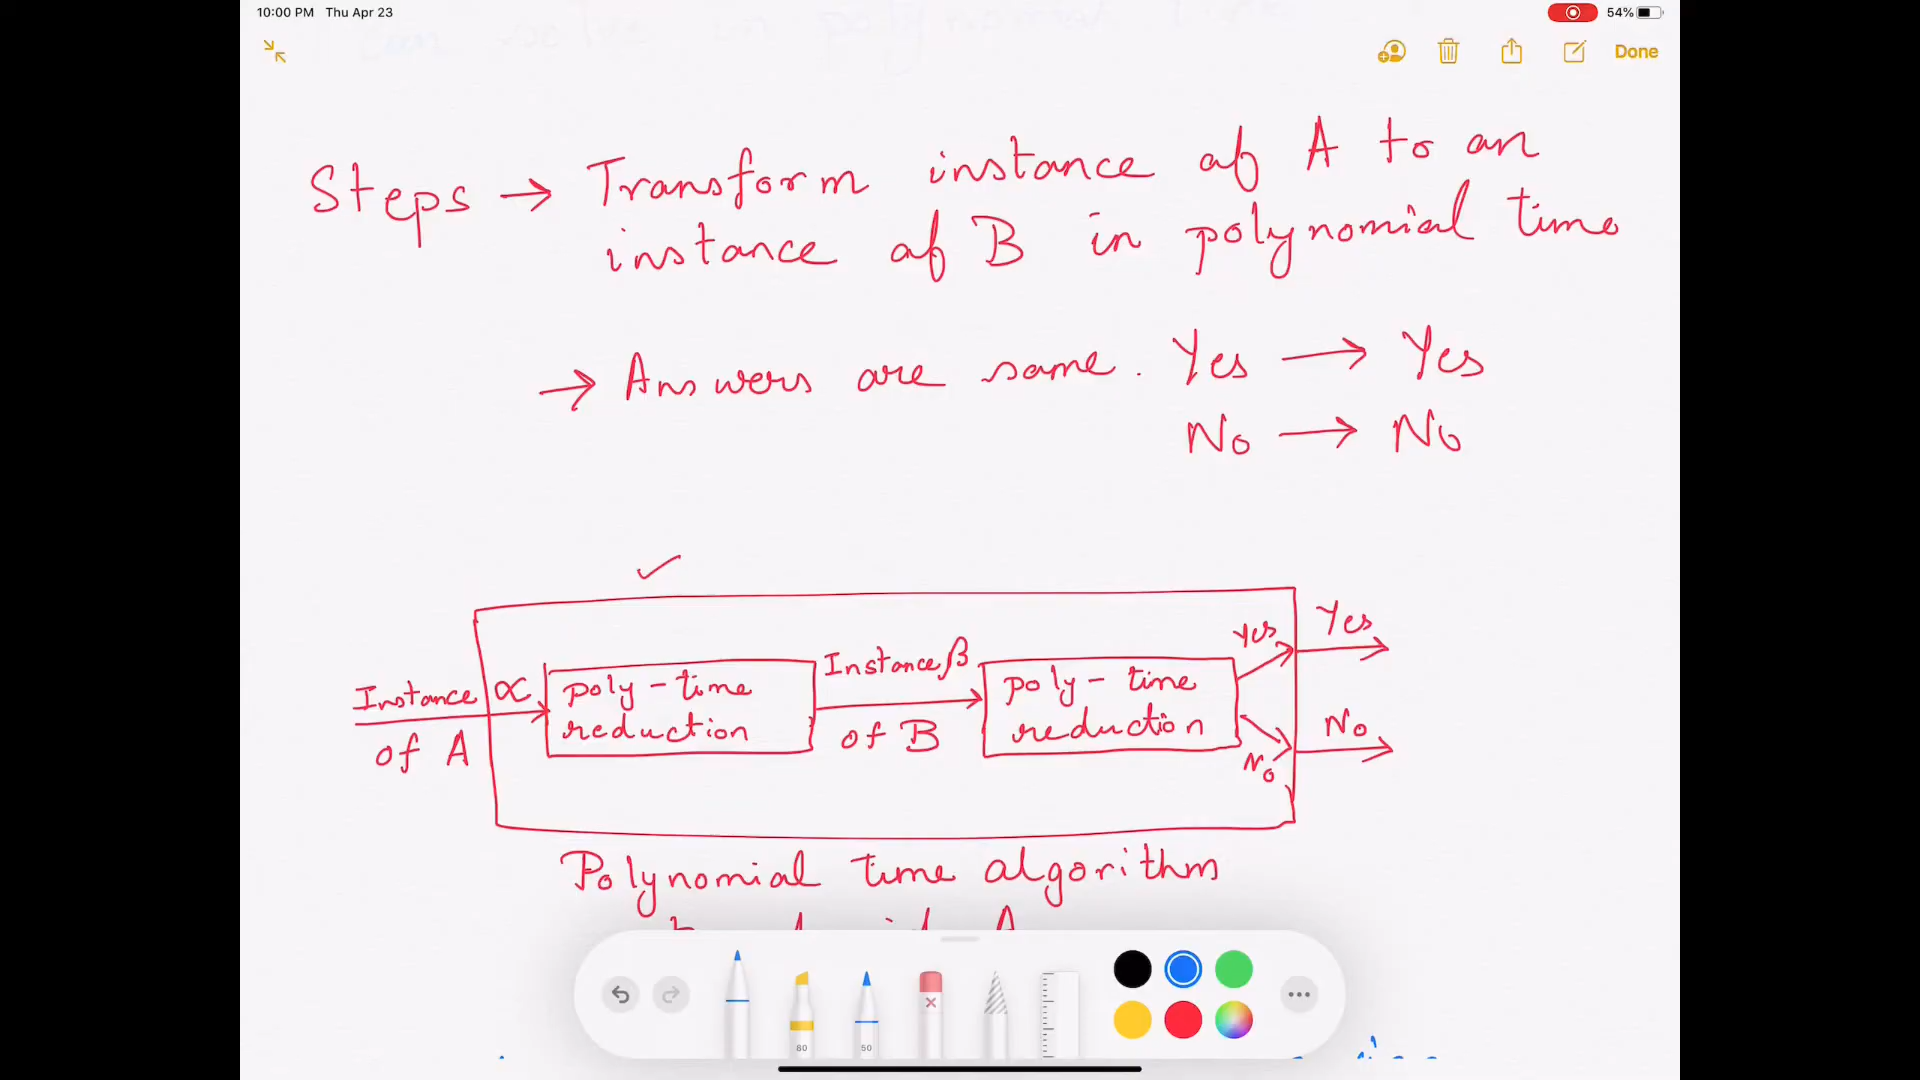 10:00 PM Thu Apr 23
54%
Done
Steps → Transform instance of A to an
instance of B in polynomial time
→ Answers are same. Yes → Yes
No → No
Instance of A
∝
poly-time
reduction
Instance β
of B
poly-time
reduction
Yes
No
Yes
No
Polynomial time algorithm
80
50